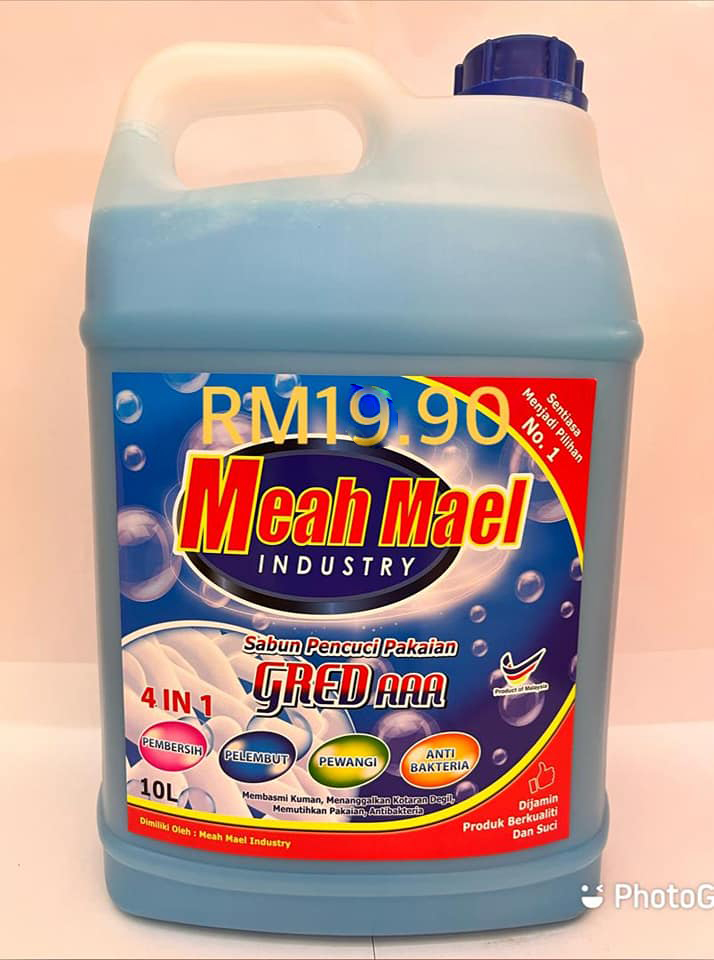 RM19.90
Sentiasa
Menjadi Pilihan
No. 1
Meah Mael
INDUSTRY
Sabun Pencuci Pakaian
GRED AAA
Product of Malaysia
4 IN 1
PEMBERSIH
PELEMBUT
PEWANGI
ANTI
BAKTERIA
10L
Membasmi Kuman, Menanggalkan Kotaran Degil,
Memutihkan Pakaian, Antibakteria
Dijamin
Produk Berkualiti
Dan Suci
Dimiliki Oleh : Meah Mael Industry
PhotoG